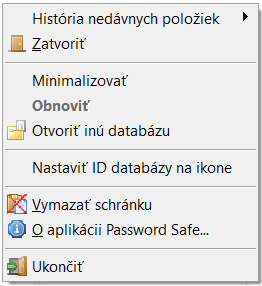 História nedávnych položiek
Zatvoriť
Minimalizovať
Obnoviť
Otvoriť inú databázu
Nastaviť ID databázy na ikone
Vymazať schránku
O aplikácii Password Safe...
Ukončiť